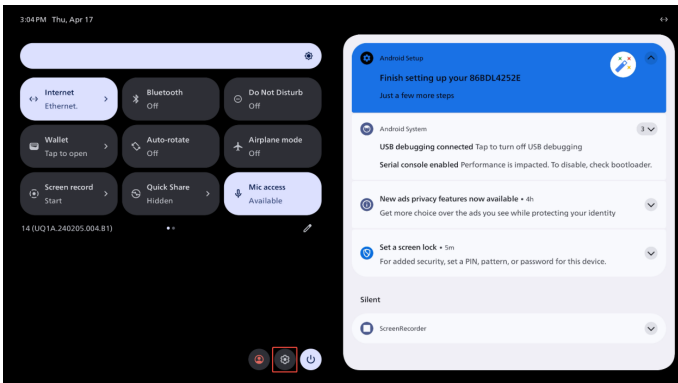 3:04 PM Thu, Apr 17
Internet
Ethernet.
Bluetooth
Off
Do Not Disturb
Off
Wallet
Tap to open
Auto-rotate
Off
Airplane mode
Off
Screen record
Start
Quick Share
Hidden
Mic access
Available
14 (UQ1A.240205.004.B1)
Android Setup
Finish setting up your 86BDL4252E
Just a few more steps
Android System
3
USB debugging connected Tap to turn off USB debugging
Serial console enabled Performance is impacted. To disable, check bootloader.
New ads privacy features now available • 4h
Get more choice over the ads you see while protecting your identity
Set a screen lock • 5m
For added security, set a PIN, pattern, or password for this device.
Silent
ScreenRecorder